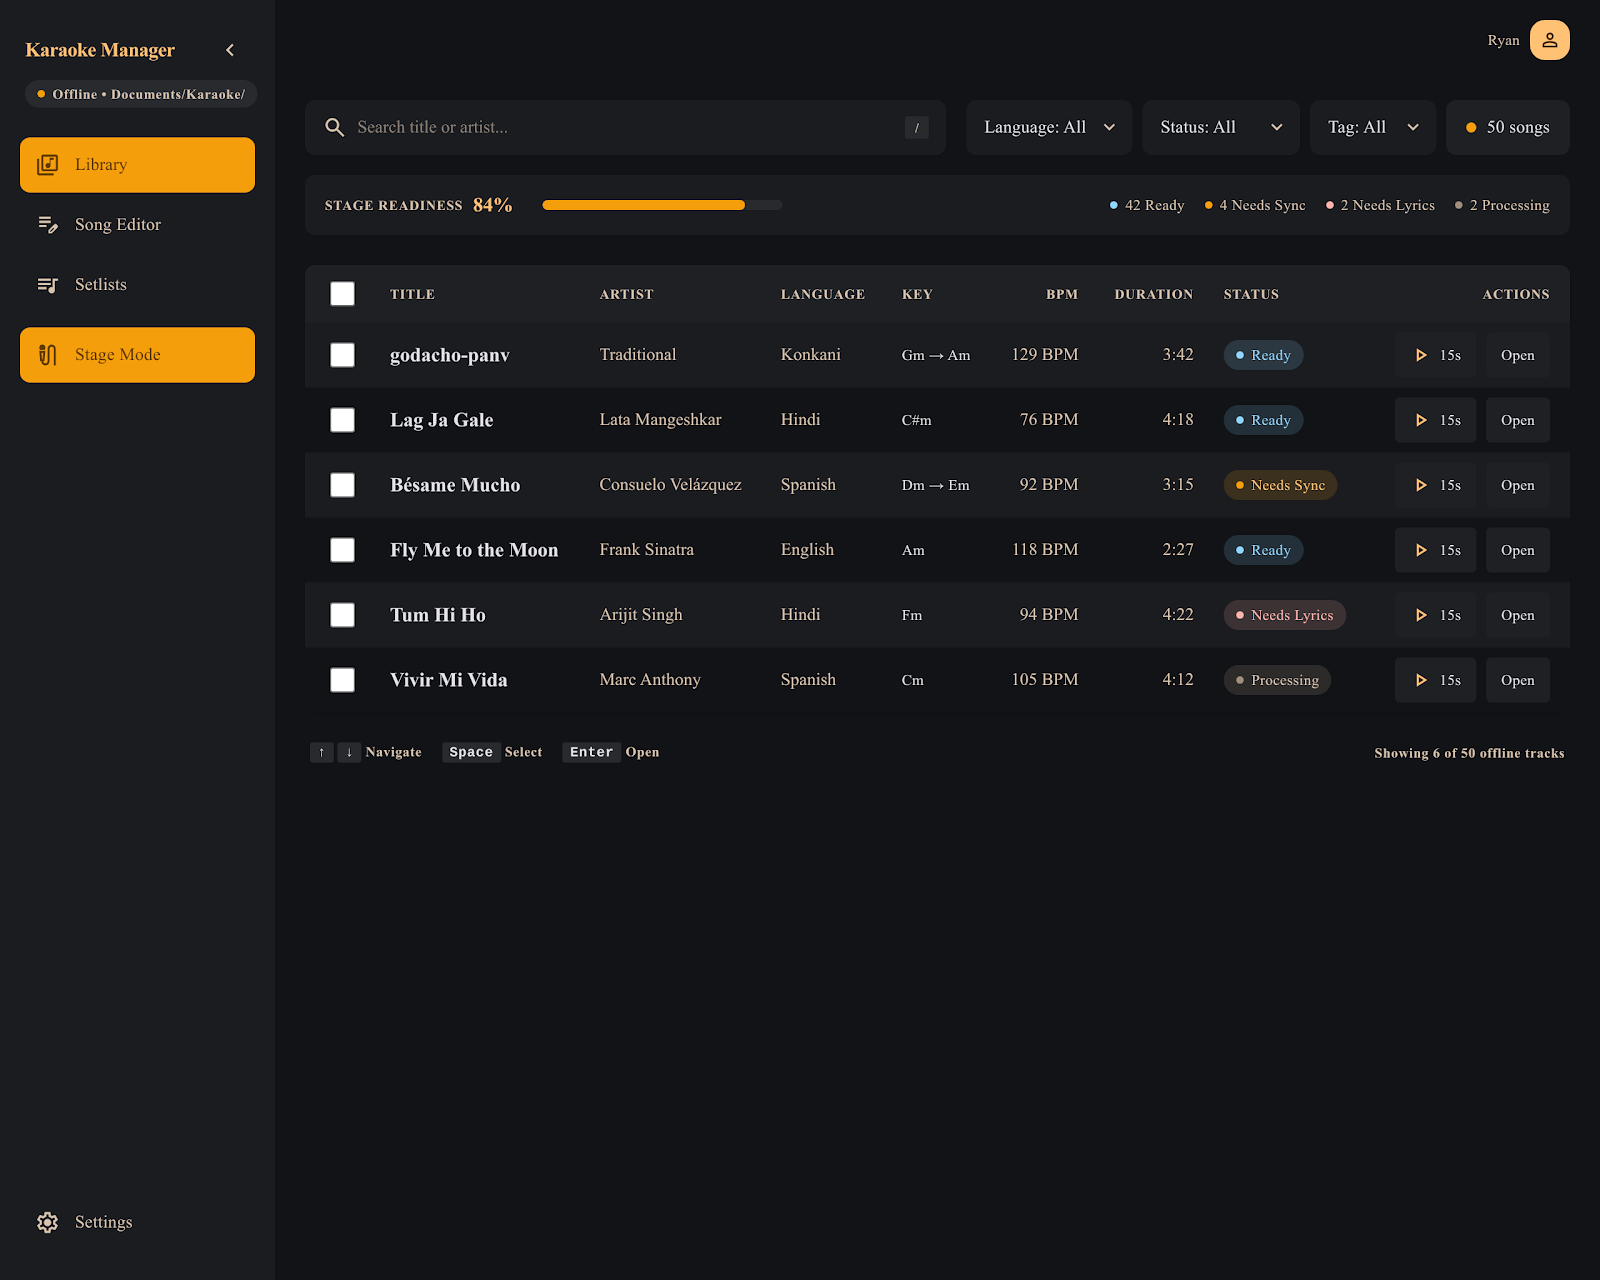 Karaoke Manager
Offline • Documents/Karaoke/
Library
Song Editor
Setlists
Stage Mode
Settings
Ryan
Search title or artist... /
Language: All Status: All Tag: All 50 songs
STAGE READINESS 84% 42 Ready 4 Needs Sync 2 Needs Lyrics 2 Processing
TITLE ARTIST LANGUAGE KEY BPM DURATION STATUS ACTIONS
godacho-panv Traditional Konkani Gm → Am 129 BPM 3:42 Ready 15s Open
Lag Ja Gale Lata Mangeshkar Hindi C#m 76 BPM 4:18 Ready 15s Open
Bésame Mucho Consuelo Velázquez Spanish Dm → Em 92 BPM 3:15 Needs Sync 15s Open
Fly Me to the Moon Frank Sinatra English Am 118 BPM 2:27 Ready 15s Open
Tum Hi Ho Arijit Singh Hindi Fm 94 BPM 4:22 Needs Lyrics 15s Open
Vivir Mi Vida Marc Anthony Spanish Cm 105 BPM 4:12 Processing 15s Open
↑ ↓ Navigate Space Select Enter Open Showing 6 of 50 offline tracks